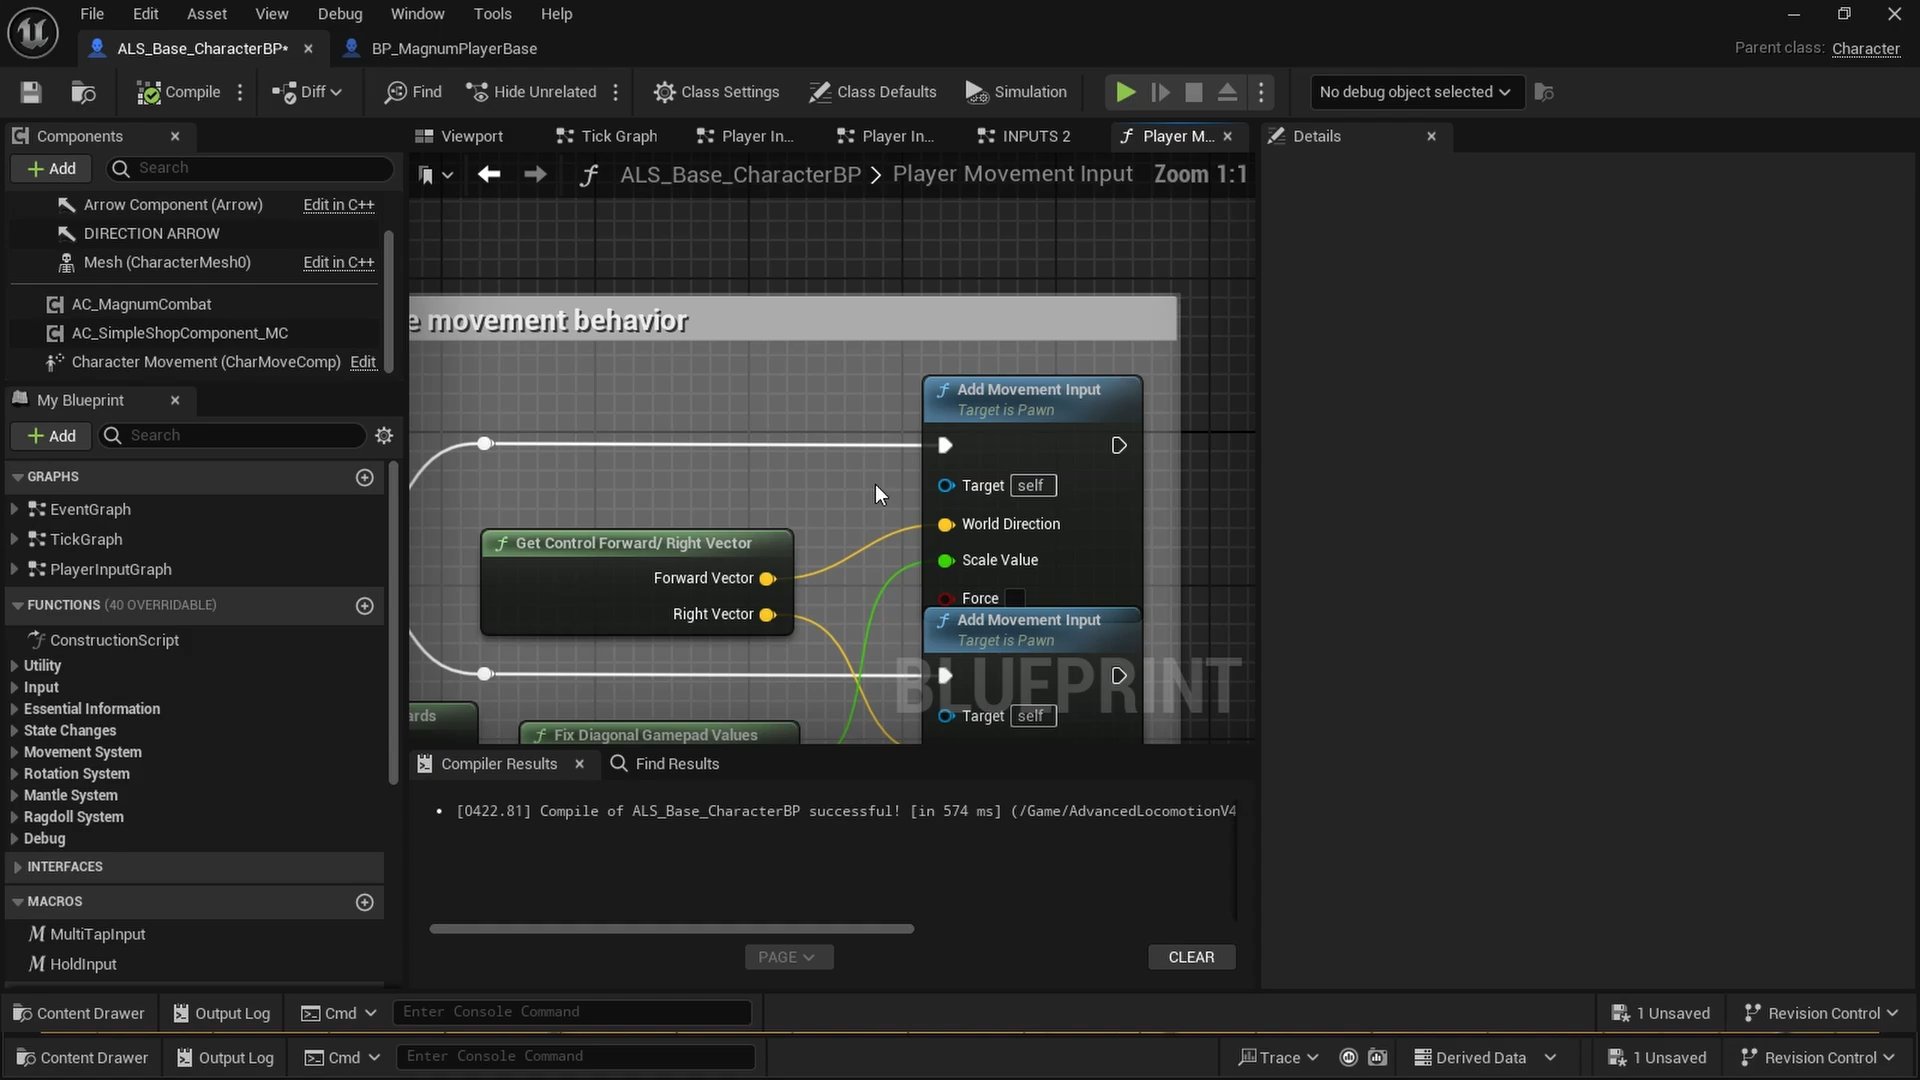 File Edit Asset View Debug Window Tools Help
ALS_Base_CharacterBP* BP_MagnumPlayerBase Parent class: Character
Compile Diff Find Hide Unrelated Class Settings Class Defaults Simulation No debug object selected
Components Viewport Tick Graph Player In... Player In... INPUTS 2 Player M... Details
Add Search ALS_Base_CharacterBP > Player Movement Input Zoom 1:1
Arrow Component (Arrow) Edit in C++
DIRECTION ARROW
Mesh (CharacterMesh0) Edit in C++
AC_MagnumCombat
AC_SimpleShopComponent_MC
Character Movement (CharMoveComp) Edit
My Blueprint
Add Search
GRAPHS
EventGraph
TickGraph
PlayerInputGraph
FUNCTIONS (40 OVERRIDABLE)
ConstructionScript
Utility
Input
Essential Information
State Changes
Movement System
Rotation System
Mantle System
Ragdoll System
Debug
INTERFACES
MACROS
MultiTapInput
HoldInput
e movement behavior
Add Movement Input
Target is Pawn
Target self
World Direction
Scale Value
Force
Get Control Forward/ Right Vector
Forward Vector
Right Vector
Add Movement Input
Target is Pawn
BLUEPRINT
Target self
ards
Fix Diagonal Gamepad Values
Compiler Results Find Results
[0422.81] Compile of ALS_Base_CharacterBP successful! [in 574 ms] (/Game/AdvancedLocomotionV4
PAGE CLEAR
Content Drawer Output Log Cmd Enter Console Command 1 Unsaved Revision Control
Content Drawer Output Log Cmd Enter Console Command Trace Derived Data 1 Unsaved Revision Control